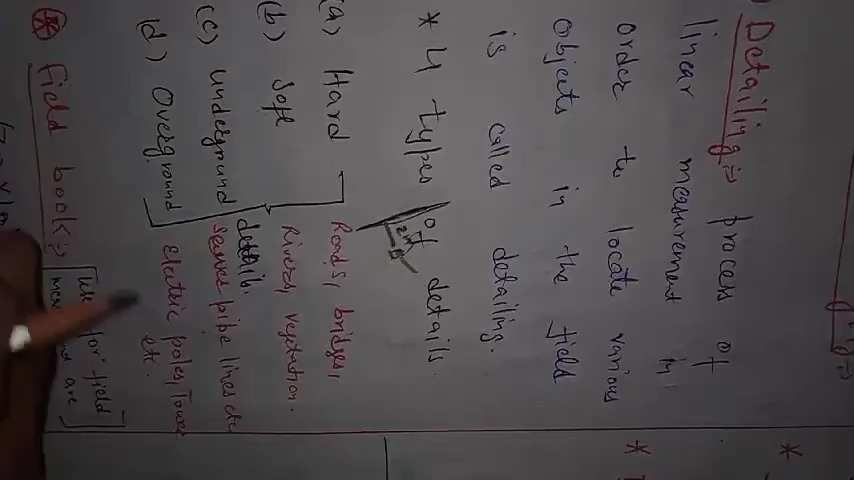 Detailing :-> process of
linear measurement in
order to locate various
objects in the field
is called detailing.
* 4 types of details.
(a) Hard Roads, bridges,
(b) Soft Rivers, vegetation.
details.
(c) underground sewer pipe lines etc
(d) Overground electric poles, Tower
etc.
* Field book :-> for field
are